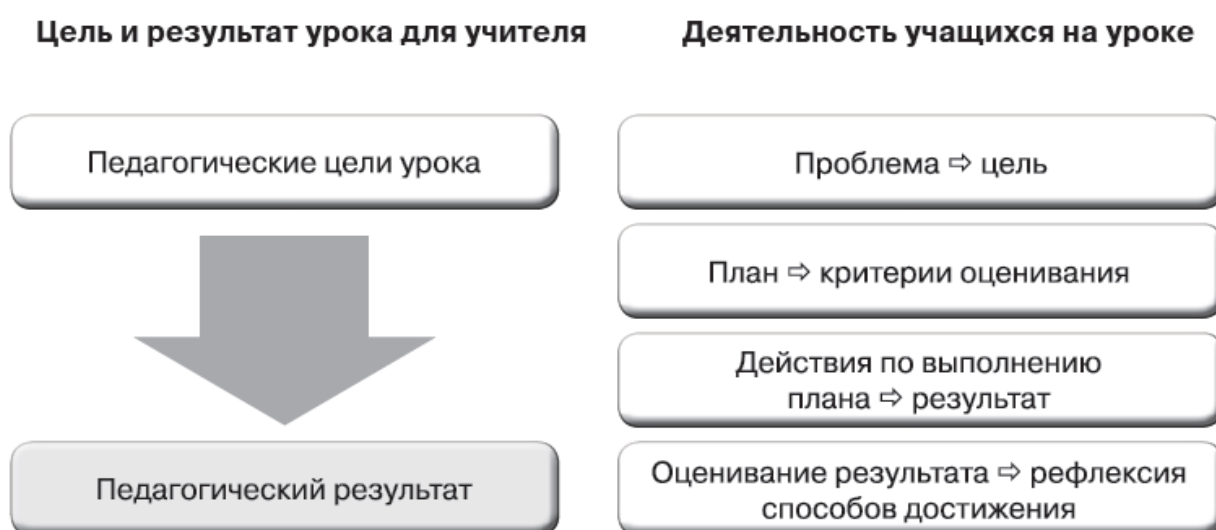 Цель и результат урока для учителя
Педагогические цели урока
Педагогический результат
Деятельность учащихся на уроке
Проблема ⇨ цель
План ⇨ критерии оценивания
Действия по выполнению
плана ⇨ результат
Оценивание результата ⇨ рефлексия
способов достижения